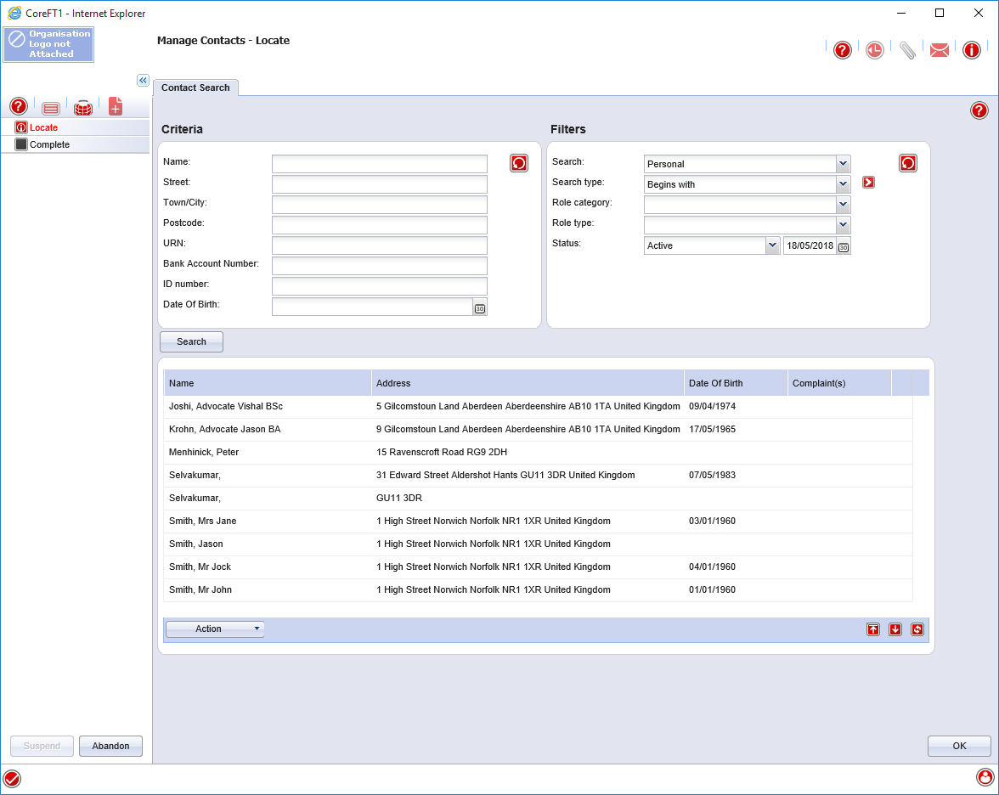 CoreFT1 - Internet Explorer
Organisation
Logo not
Attached
Manage Contacts - Locate
Contact Search
Locate
Complete
Criteria
Filters
Name:
Street:
Town/City:
Postcode:
URN:
Bank Account Number:
ID number:
Date Of Birth:
30
Search: Personal
Search type: Begins with
Role category:
Role type:
Status: Active 18/05/2018 30
Search
Name Address Date Of Birth Complaint(s)
Joshi, Advocate Vishal BSc 5 Gilcomstoun Land Aberdeen Aberdeenshire AB10 1TA United Kingdom 09/04/1974
Krohn, Advocate Jason BA 9 Gilcomstoun Land Aberdeen Aberdeenshire AB10 1TA United Kingdom 17/05/1965
Menhinick, Peter 15 Ravenscroft Road RG9 2DH
Selvakumar, 31 Edward Street Aldershot Hants GU11 3DR United Kingdom 07/05/1983
Selvakumar, GU11 3DR
Smith, Mrs Jane 1 High Street Norwich Norfolk NR1 1XR United Kingdom 03/01/1960
Smith, Jason 1 High Street Norwich Norfolk NR1 1XR United Kingdom
Smith, Mr Jock 1 High Street Norwich Norfolk NR1 1XR United Kingdom 04/01/1960
Smith, Mr John 1 High Street Norwich Norfolk NR1 1XR United Kingdom 01/01/1960
Action
Suspend Abandon OK